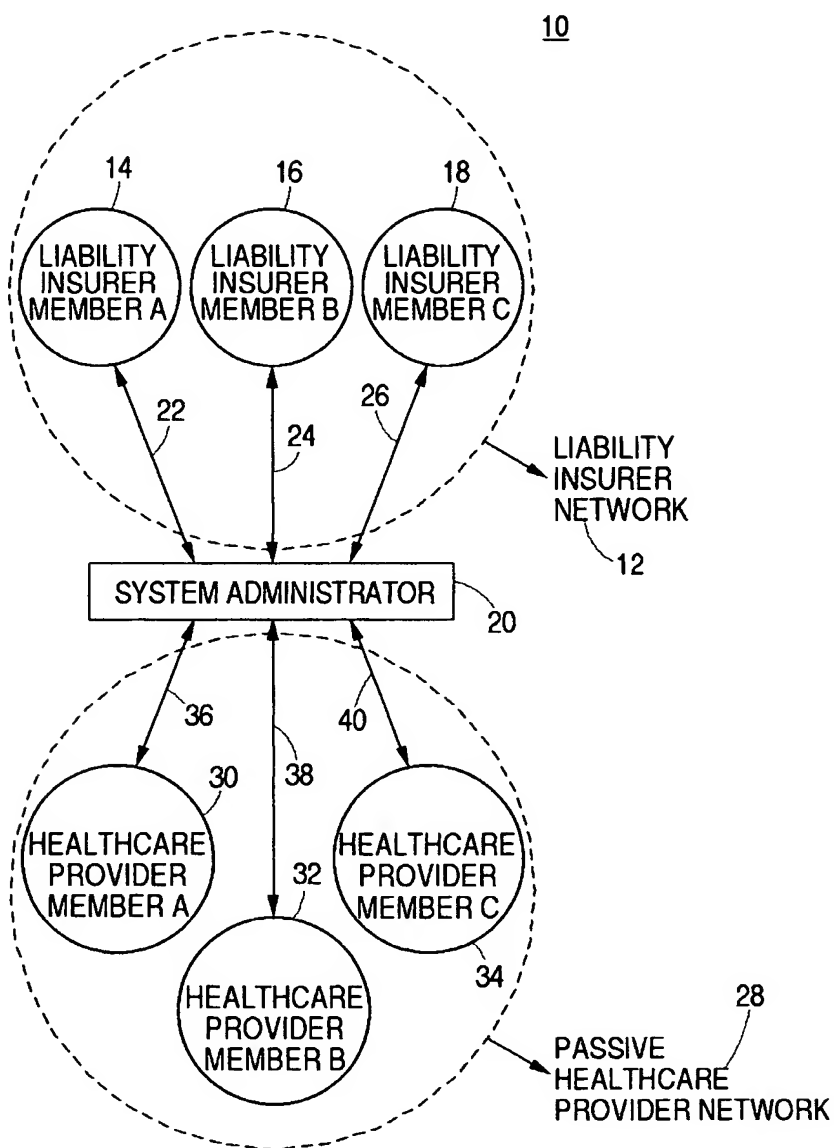 10
14
16
18
LIABILITY
INSURER
MEMBER A
LIABILITY
INSURER
MEMBER B
LIABILITY
INSURER
MEMBER C
22
24
26
LIABILITY
INSURER
NETWORK
12
SYSTEM ADMINISTRATOR
20
36
38
40
30
HEALTHCARE
PROVIDER
MEMBER A
32
HEALTHCARE
PROVIDER
MEMBER B
HEALTHCARE
PROVIDER
MEMBER C
34
28
PASSIVE
HEALTHCARE
PROVIDER NETWORK